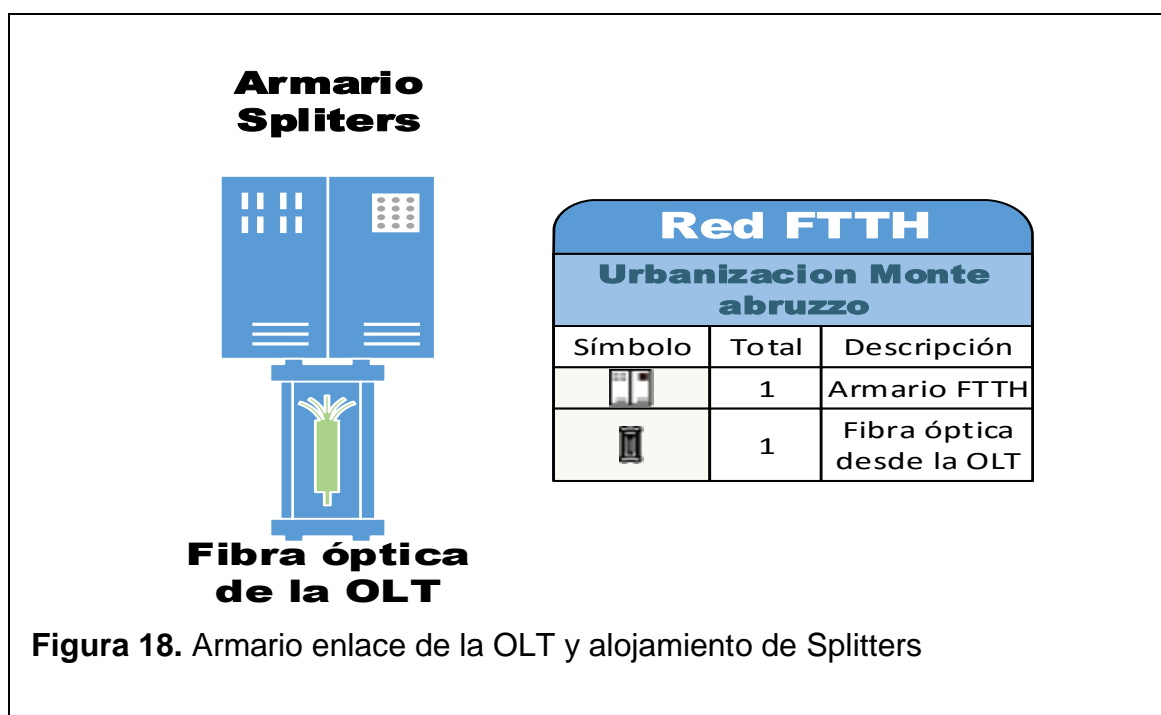 Armario
Spliters
Fibra óptica
de la OLT
Red FTTH
Urbanizacion Monte
abruzzo
Símbolo Total Descripción
1 Armario FTTH
1 Fibra óptica
desde la OLT
Figura 18. Armario enlace de la OLT y alojamiento de Splitters